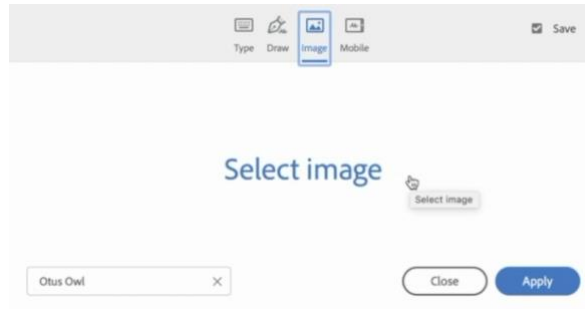 Type Draw Image Mobile
Save
Select image
Select image
Otus Owl
Close
Apply